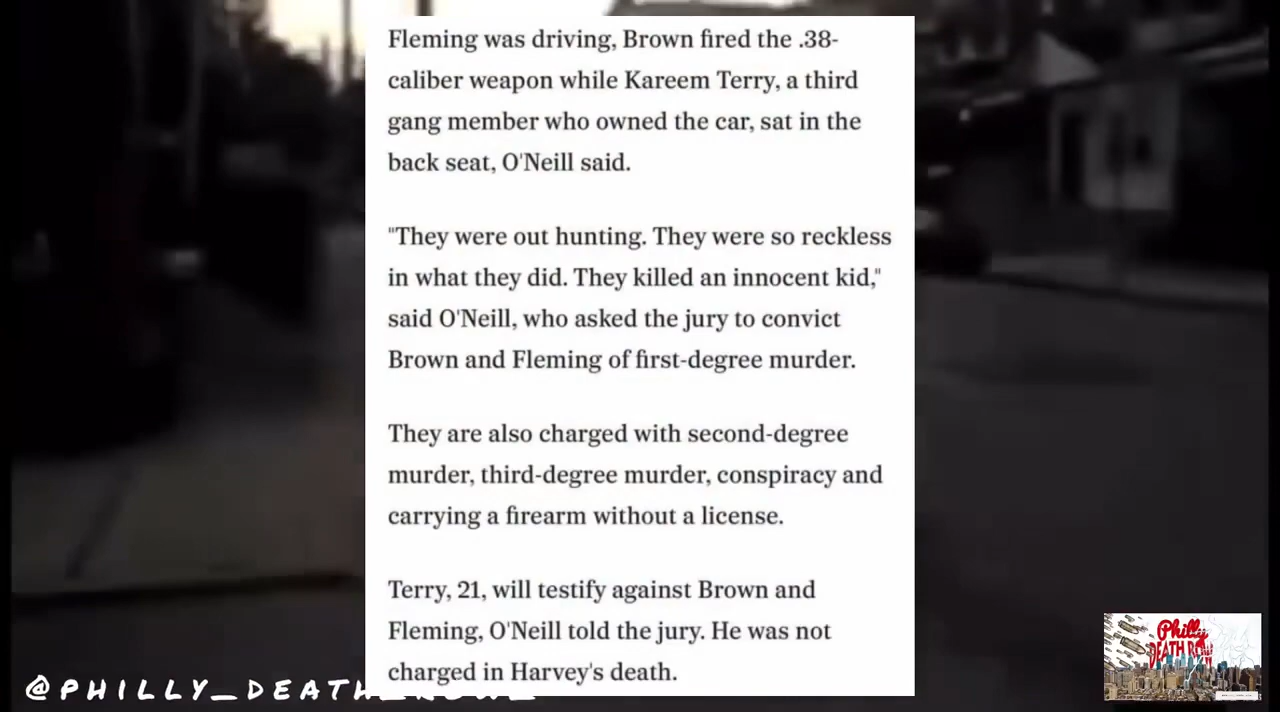 Fleming was driving, Brown fired the .38-
caliber weapon while Kareem Terry, a third
gang member who owned the car, sat in the
back seat, O'Neill said.
"They were out hunting. They were so reckless
in what they did. They killed an innocent kid,"
said O'Neill, who asked the jury to convict
Brown and Fleming of first-degree murder.
They are also charged with second-degree
murder, third-degree murder, conspiracy and
carrying a firearm without a license.
Terry, 21, will testify against Brown and
Fleming, O'Neill told the jury. He was not
charged in Harvey's death.
@PHILLY_DEATH
Philly
DEATH ROW